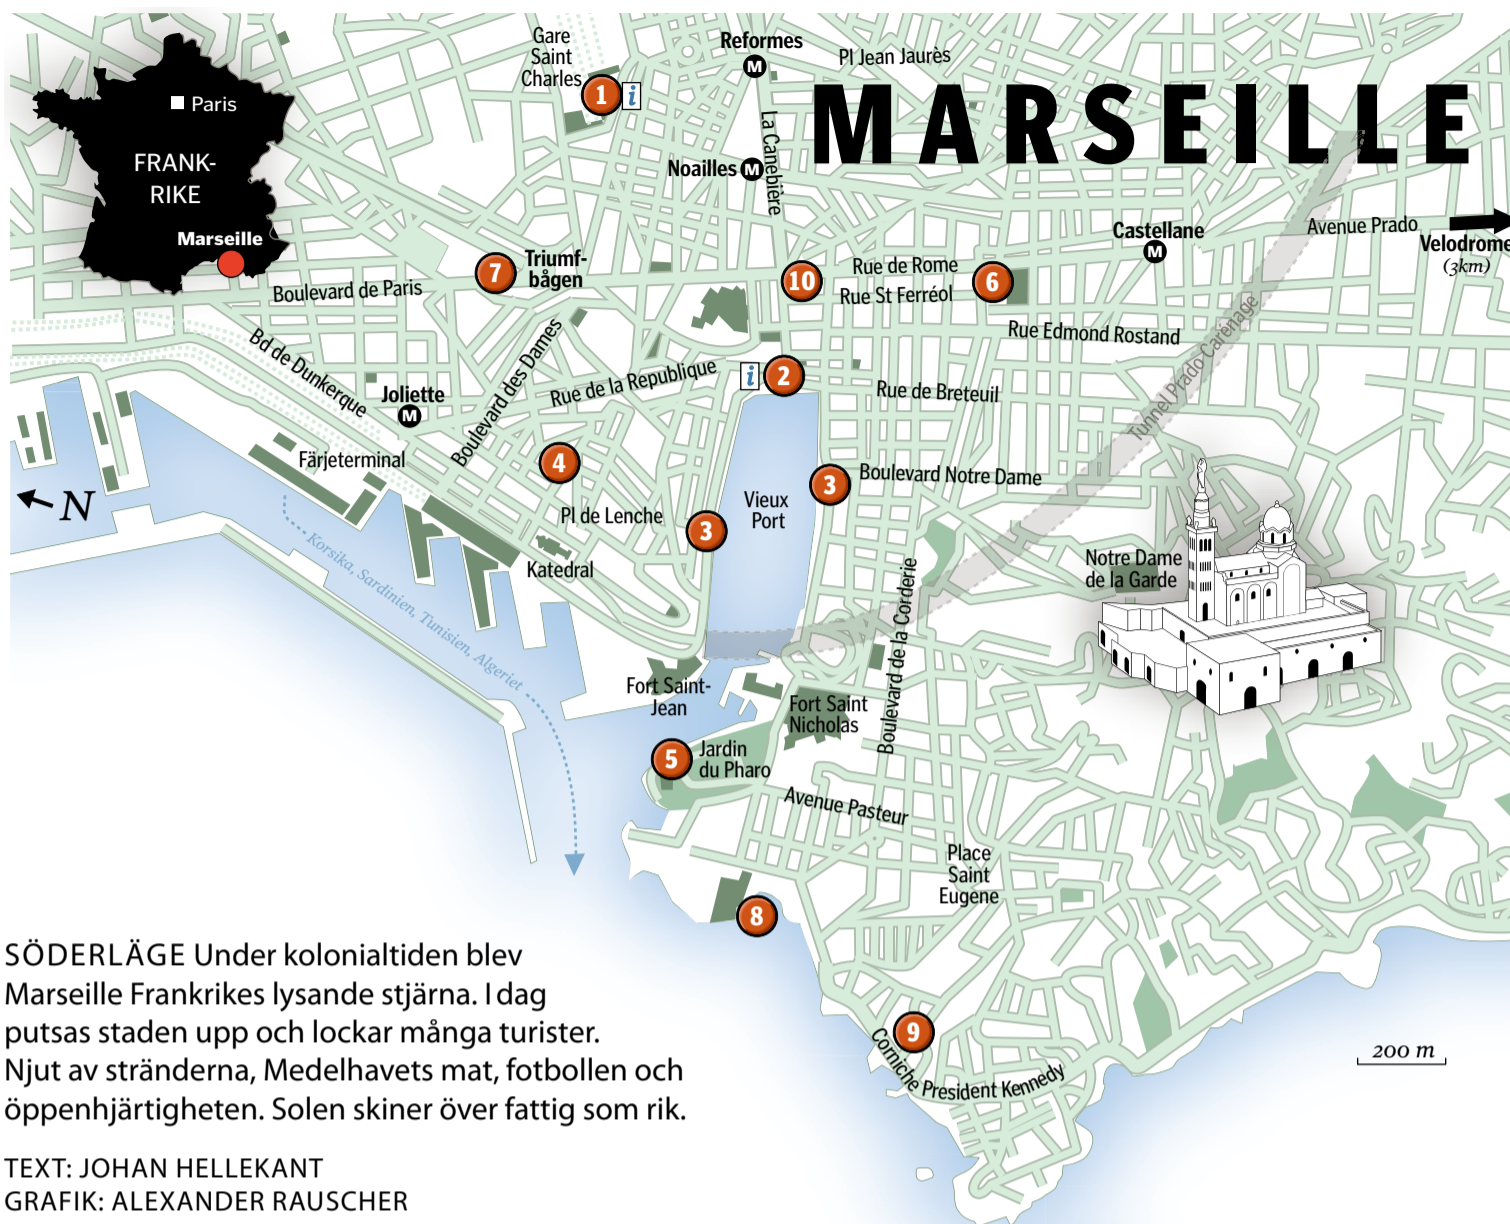 MARSEILLE
Paris
FRANK-
RIKE
Marseille
Gare
Saint
Charles
1
i
Reformes
M
Pl Jean Jaurès
La Canebière
Noailles M
Castellane
M
Avenue Prado
Velodrome
(3km)
7
Triumf-
bågen
Boulevard de Paris
10
Rue de Rome
Rue St Ferréol
6
Rue Edmond Rostand
Tunnel Prado Carénage
Bd de Dunkerque
Boulevard des Dames
Rue de la Republique
i
2
Rue de Breteuil
Joliette
M
Färjeterminal
4
3
Boulevard Notre Dame
Vieux
Port
N
Pl de Lenche
3
Katedral
Korsika, Sardinien, Tunisien, Algeriet
Notre Dame
de la Garde
Boulevard de la Corderie
Fort Saint-
Jean
Fort Saint
Nicholas
5
Jardin
du Pharo
Avenue Pasteur
Place
Saint
Eugene
8
9
Corniche President Kennedy
200 m
SÖDERLÄGE Under kolonialtiden blev
Marseille Frankrikes lysande stjärna. I dag
putsas staden upp och lockar många turister.
Njut av stränderna, Medelhavets mat, fotbollen och
öppenhjärtigheten. Solen skiner över fattig som rik.
TEXT: JOHAN HELLEKANT
GRAFIK: ALEXANDER RAUSCHER